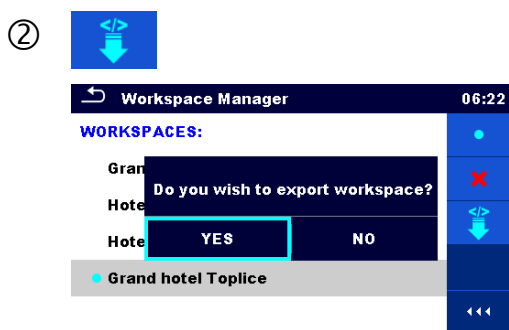 ②
</>
Workspace Manager 06:22
WORKSPACES:
Gran
Do you wish to export workspace?
Hote
Hote YES NO
</>
Grand hotel Toplice